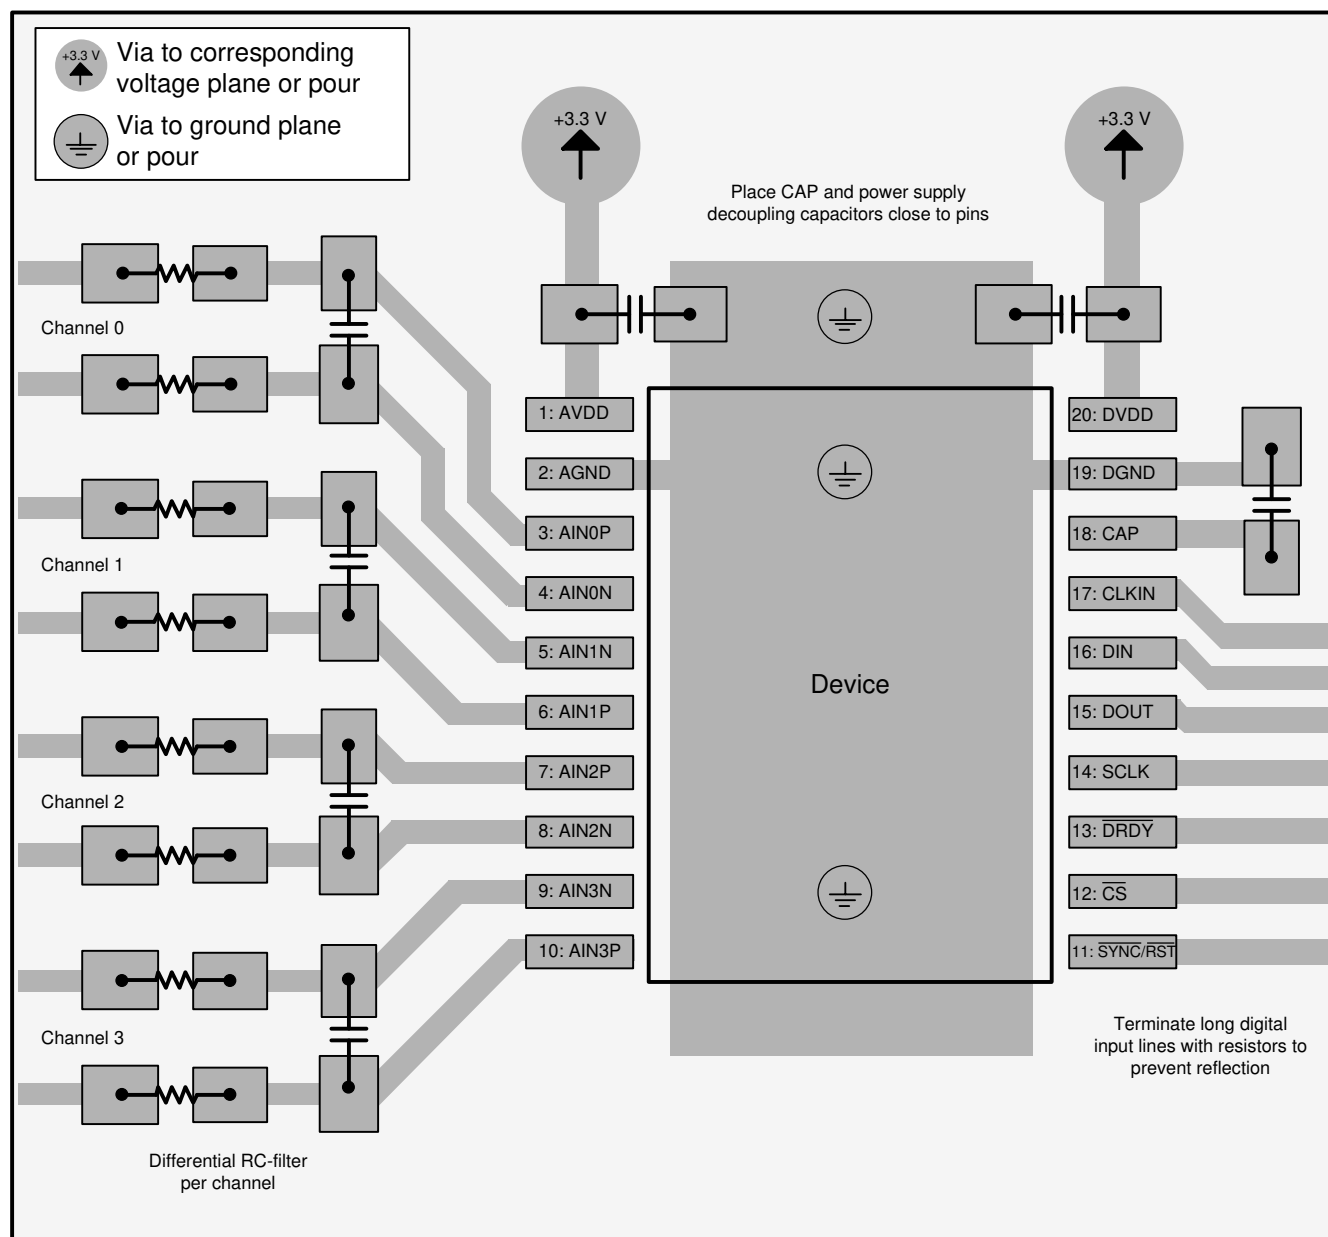 +3.3 V
Via to corresponding
voltage plane or pour
Via to ground plane
or pour
+3.3 V
+3.3 V
Place CAP and power supply
decoupling capacitors close to pins
Channel 0
Channel 1
Channel 2
Channel 3
Differential RC-filter
per channel
1: AVDD
2: AGND
3: AIN0P
4: AIN0N
5: AIN1N
6: AIN1P
7: AIN2P
8: AIN2N
9: AIN3N
10: AIN3P
Device
20: DVDD
19: DGND
18: CAP
17: CLKIN
16: DIN
15: DOUT
14: SCLK
13: DRDY
12: CS
11: SYNC/RST
Terminate long digital
input lines with resistors to
prevent reflection